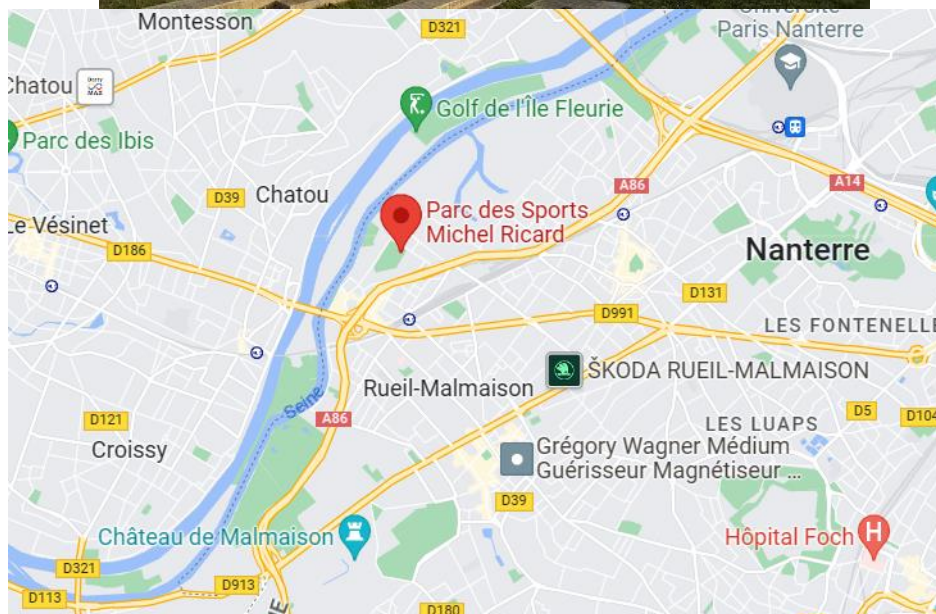 Montesson
D321
Université
Paris Nanterre
Chatou
Golf de l'Île Fleurie
Parc des Ibis
A86
A14
D39
Chatou
Parc des Sports
Michel Ricard
Le Vésinet
D186
Nanterre
D131
D991
LES FONTENELLE
ŠKODA RUEIL-MALMAISON
Rueil-Malmaison
Seine
A86
D121
D5
D104
LES LUAPS
Croissy
Grégory Wagner Médium
Guérisseur Magnétiseur ...
D39
Château de Malmaison
Hôpital Foch
H
D321
D913
D113
D180